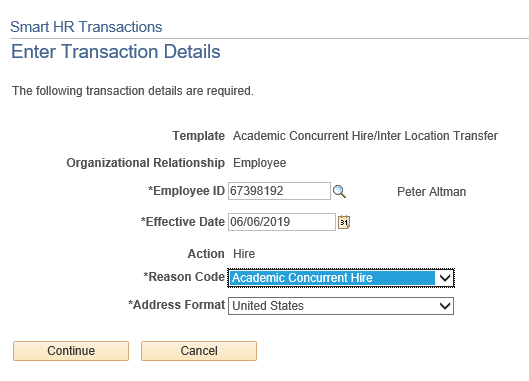 Smart HR Transactions
Enter Transaction Details
The following transaction details are required.
Template Academic Concurrent Hire/Inter Location Transfer
Organizational Relationship Employee
*Employee ID 67398192 Peter Altman
*Effective Date 06/06/2019 31
Action Hire
*Reason Code Academic Concurrent Hire
*Address Format United States
Continue Cancel